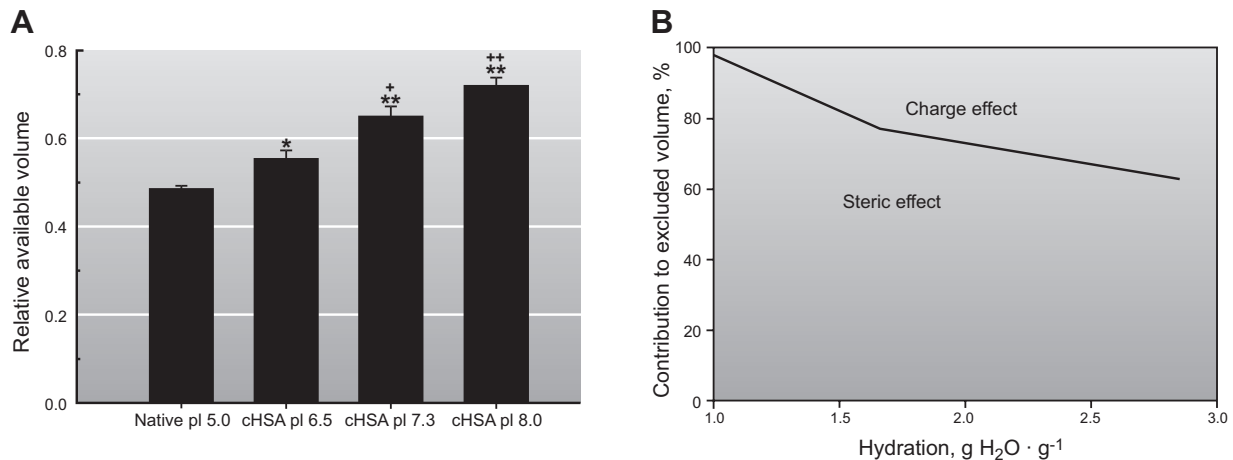 A
Relative available volume
0.8
0.6
0.4
0.2
0.0
*
+
**
++
**
Native pI 5.0 cHSA pI 6.5 cHSA pI 7.3 cHSA pI 8.0
B
Contribution to excluded volume, %
100
80
60
40
20
0
Charge effect
Steric effect
1.0 1.5 2.0 2.5 3.0
Hydration, g H₂O · g⁻¹